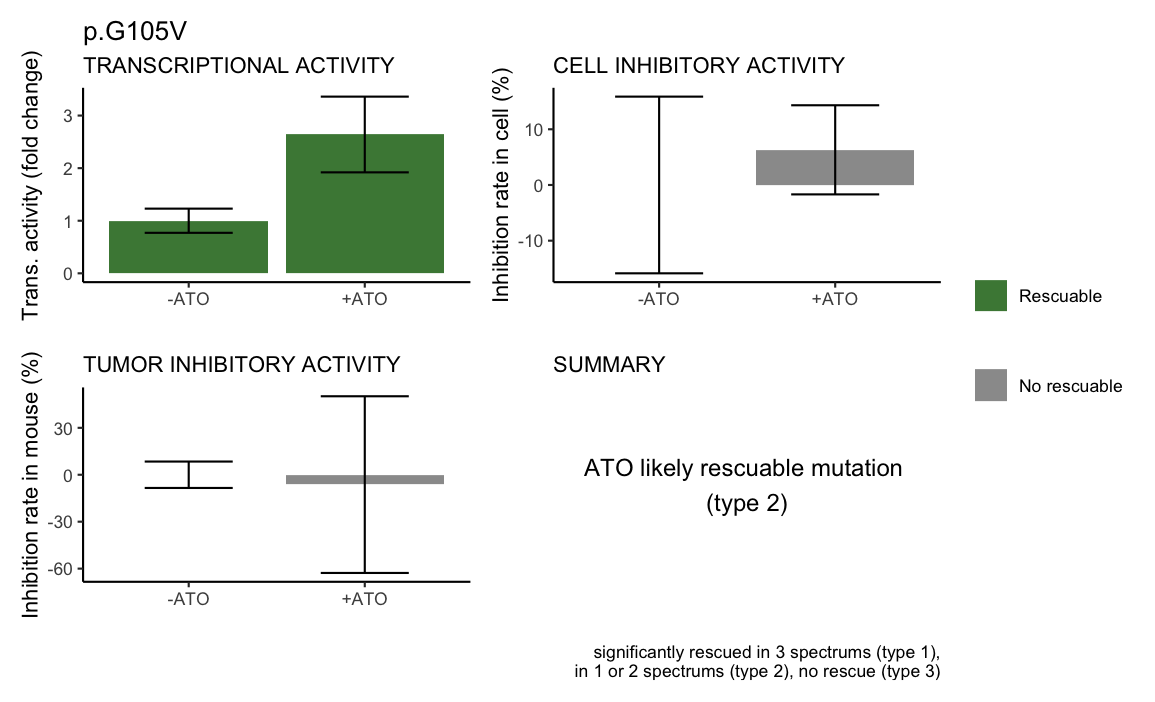 p.G105V
TRANSCRIPTIONAL ACTIVITY
Trans. activity (fold change)
3
2
1
0
-ATO
+ATO
CELL INHIBITORY ACTIVITY
Inhibition rate in cell (%)
10
0
-10
-ATO
+ATO
Rescuable
No rescuable
TUMOR INHIBITORY ACTIVITY
Inhibition rate in mouse (%)
30
0
-30
-60
-ATO
+ATO
SUMMARY
ATO likely rescuable mutation
(type 2)
significantly rescued in 3 spectrums (type 1),
in 1 or 2 spectrums (type 2), no rescue (type 3)